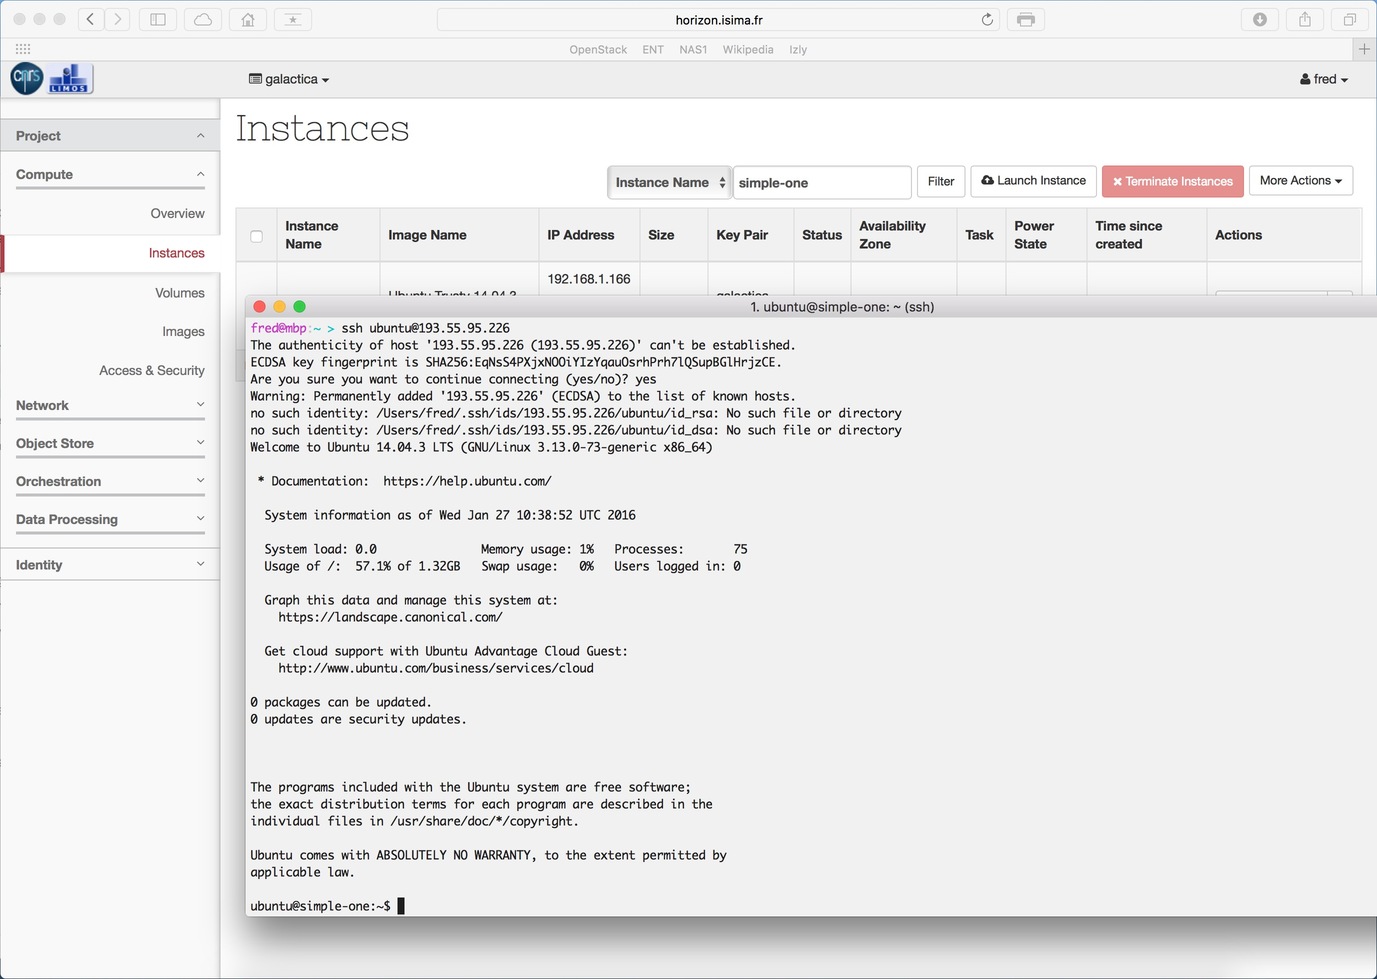 horizon.isima.fr
OpenStack ENT NAS1 Wikipedia Izly
cnrs LIMOS galactica fred
Project
Compute
Overview
Instances
Volumes
Images
Access & Security
Network
Object Store
Orchestration
Data Processing
Identity
Instances
Instance Name simple-one Filter Launch Instance Terminate Instances More Actions
Instance Name Image Name IP Address Size Key Pair Status Availability Zone Task Power State Time since created Actions
192.168.1.166
Ubuntu Trusty 14.04.3 galactica
1. ubuntu@simple-one: ~ (ssh)
fred@mbp:~ > ssh ubuntu@193.55.95.226
The authenticity of host '193.55.95.226 (193.55.95.226)' can't be established.
ECDSA key fingerprint is SHA256:EqNsS4PXjxNOOiYIzYqauOsrhPrh7lQSupBGlHrjzCE.
Are you sure you want to continue connecting (yes/no)? yes
Warning: Permanently added '193.55.95.226' (ECDSA) to the list of known hosts.
no such identity: /Users/fred/.ssh/ids/193.55.95.226/ubuntu/id_rsa: No such file or directory
no such identity: /Users/fred/.ssh/ids/193.55.95.226/ubuntu/id_dsa: No such file or directory
Welcome to Ubuntu 14.04.3 LTS (GNU/Linux 3.13.0-73-generic x86_64)
* Documentation: https://help.ubuntu.com/
System information as of Wed Jan 27 10:38:52 UTC 2016
System load: 0.0 Memory usage: 1% Processes: 75
Usage of /: 57.1% of 1.32GB Swap usage: 0% Users logged in: 0
Graph this data and manage this system at:
https://landscape.canonical.com/
Get cloud support with Ubuntu Advantage Cloud Guest:
http://www.ubuntu.com/business/services/cloud
0 packages can be updated.
0 updates are security updates.
The programs included with the Ubuntu system are free software;
the exact distribution terms for each program are described in the
individual files in /usr/share/doc/*/copyright.
Ubuntu comes with ABSOLUTELY NO WARRANTY, to the extent permitted by
applicable law.
ubuntu@simple-one:~$